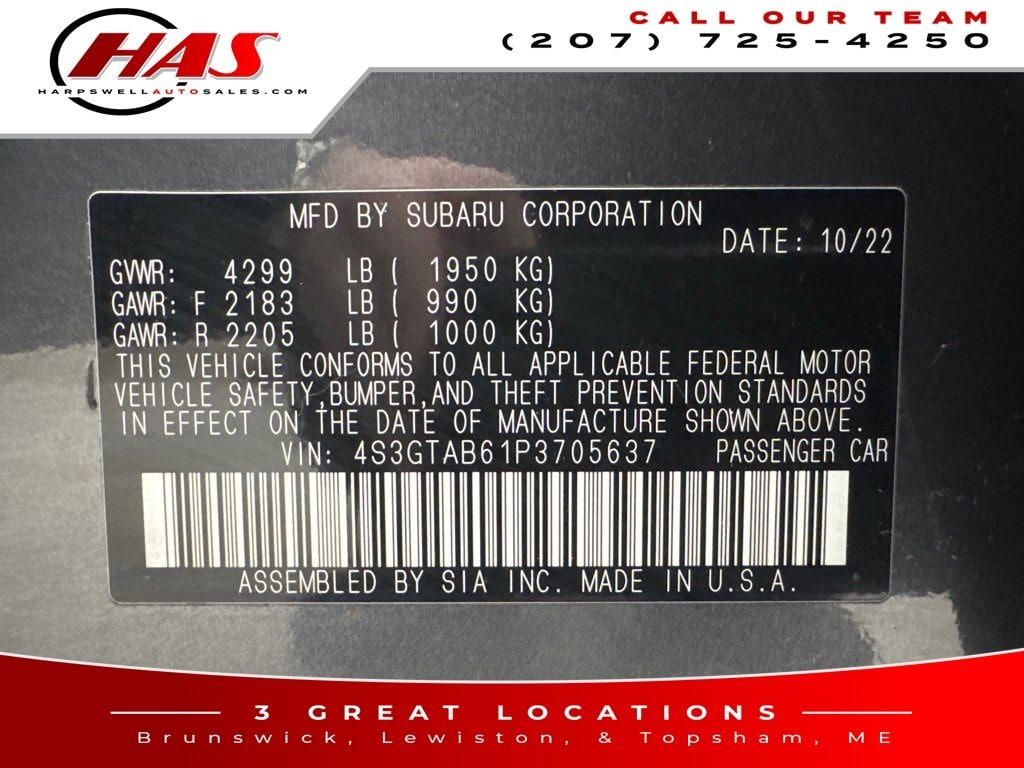 HAS
HARPSWELLAUTOSALES.COM
CALL OUR TEAM
(207) 725-4250
MFD BY SUBARU CORPORATION
DATE: 10/22
GVWR: 4299 LB ( 1950 KG)
GAWR: F 2183 LB ( 990 KG)
GAWR: R 2205 LB ( 1000 KG)
THIS VEHICLE CONFORMS TO ALL APPLICABLE FEDERAL MOTOR
VEHICLE SAFETY,BUMPER,AND THEFT PREVENTION STANDARDS
IN EFFECT ON THE DATE OF MANUFACTURE SHOWN ABOVE.
VIN: 4S3GTAB61P3705637 PASSENGER CAR
ASSEMBLED BY SIA INC. MADE IN U.S.A.
3 GREAT LOCATIONS
Brunswick, Lewiston, & Topsham, ME